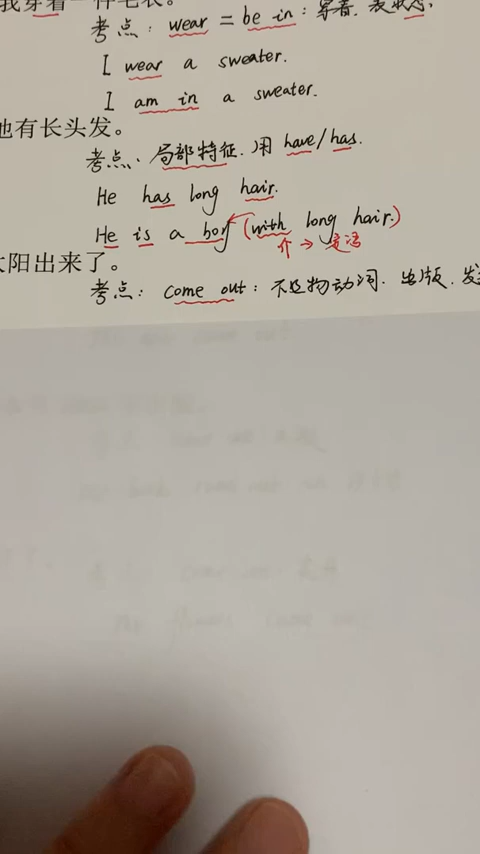 我穿着一件毛衣。
考点：wear = be in：穿着.表状态.
I wear a sweater.
I am in a sweater.
他有长头发。
考点、局部特征.用 have/has.
He has long hair.
He is a boy (with long hair.)
介→定语
太阳出来了。
考点：come out：不及物动词.出版.发